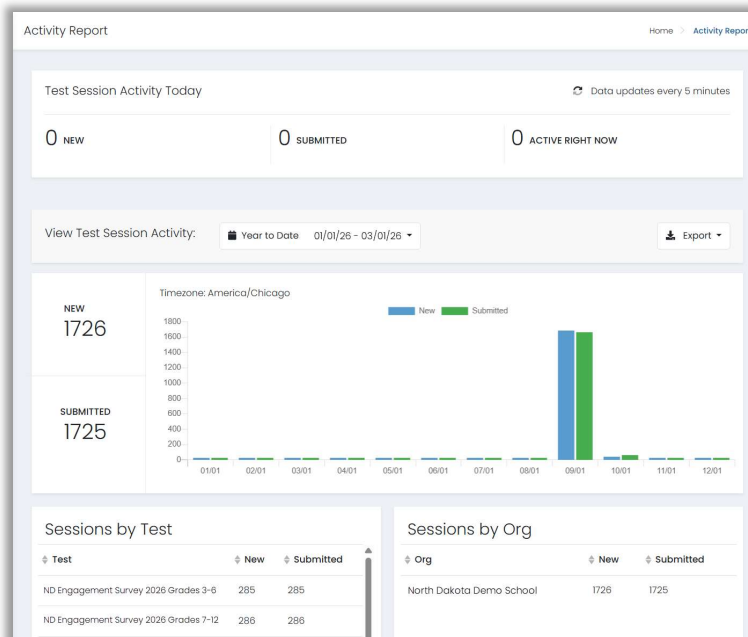 Activity Report
Home > Activity Repor
Test Session Activity Today
Data updates every 5 minutes
0 NEW
0 SUBMITTED
0 ACTIVE RIGHT NOW
View Test Session Activity:
Year to Date 01/01/26 - 03/01/26
Export
NEW
1726
SUBMITTED
1725
Timezone: America/Chicago
New Submitted
1800
1600
1400
1200
1000
800
600
400
200
0
01/01 02/01 03/01 04/01 05/01 06/01 07/01 08/01 09/01 10/01 11/01 12/01
Sessions by Test
Test New Submitted
ND Engagement Survey 2026 Grades 3-6 285 285
ND Engagement Survey 2026 Grades 7-12 286 286
Sessions by Org
Org New Submitted
North Dakota Demo School 1726 1725